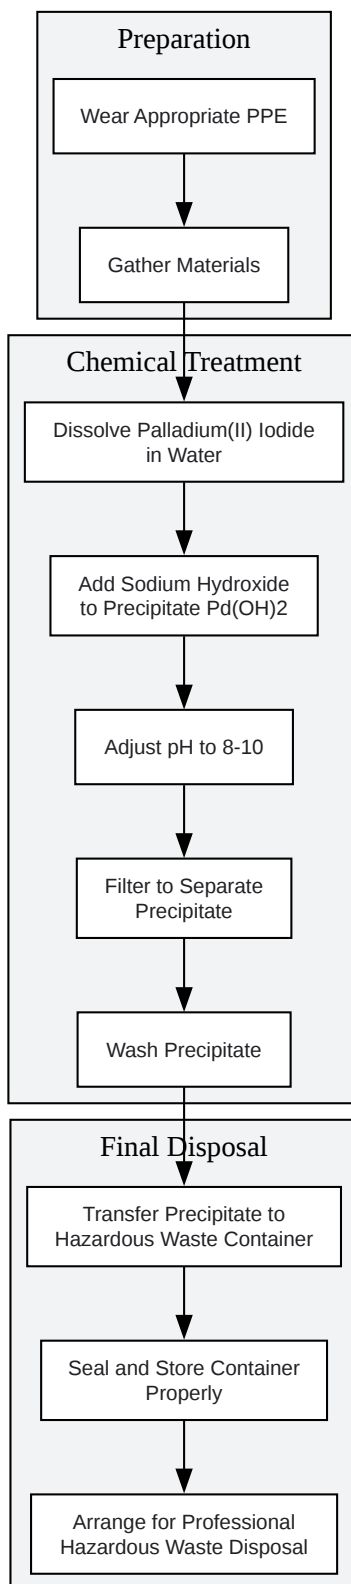 Preparation
Wear Appropriate PPE
Gather Materials
Chemical Treatment
Dissolve Palladium(II) Iodide
in Water
Add Sodium Hydroxide
to Precipitate Pd(OH)2
Adjust pH to 8-10
Filter to Separate
Precipitate
Wash Precipitate
Final Disposal
Transfer Precipitate to
Hazardous Waste Container
Seal and Store Container
Properly
Arrange for Professional
Hazardous Waste Disposal